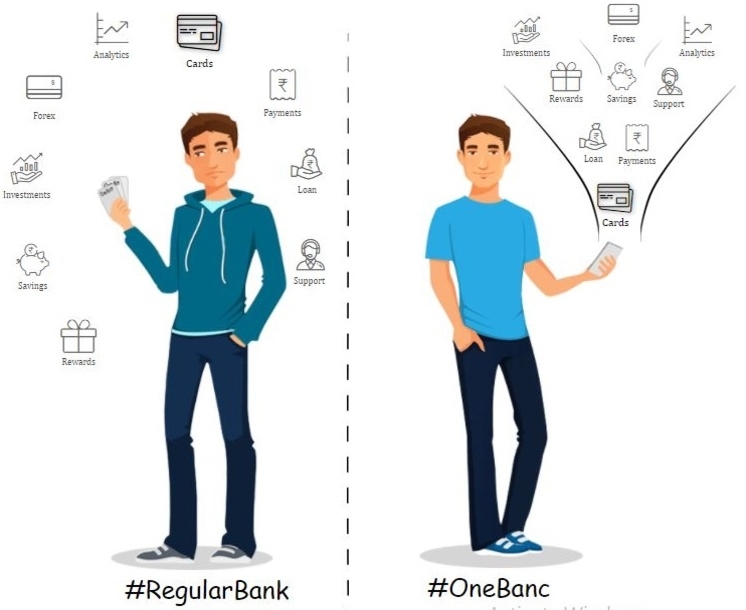 Analytics
Cards
Forex
Payments
Investments
Loan
Savings
Support
Rewards
#RegularBank
Investments
Forex
Analytics
Rewards
Savings
Support
Loan
Payments
Cards
#OneBanc